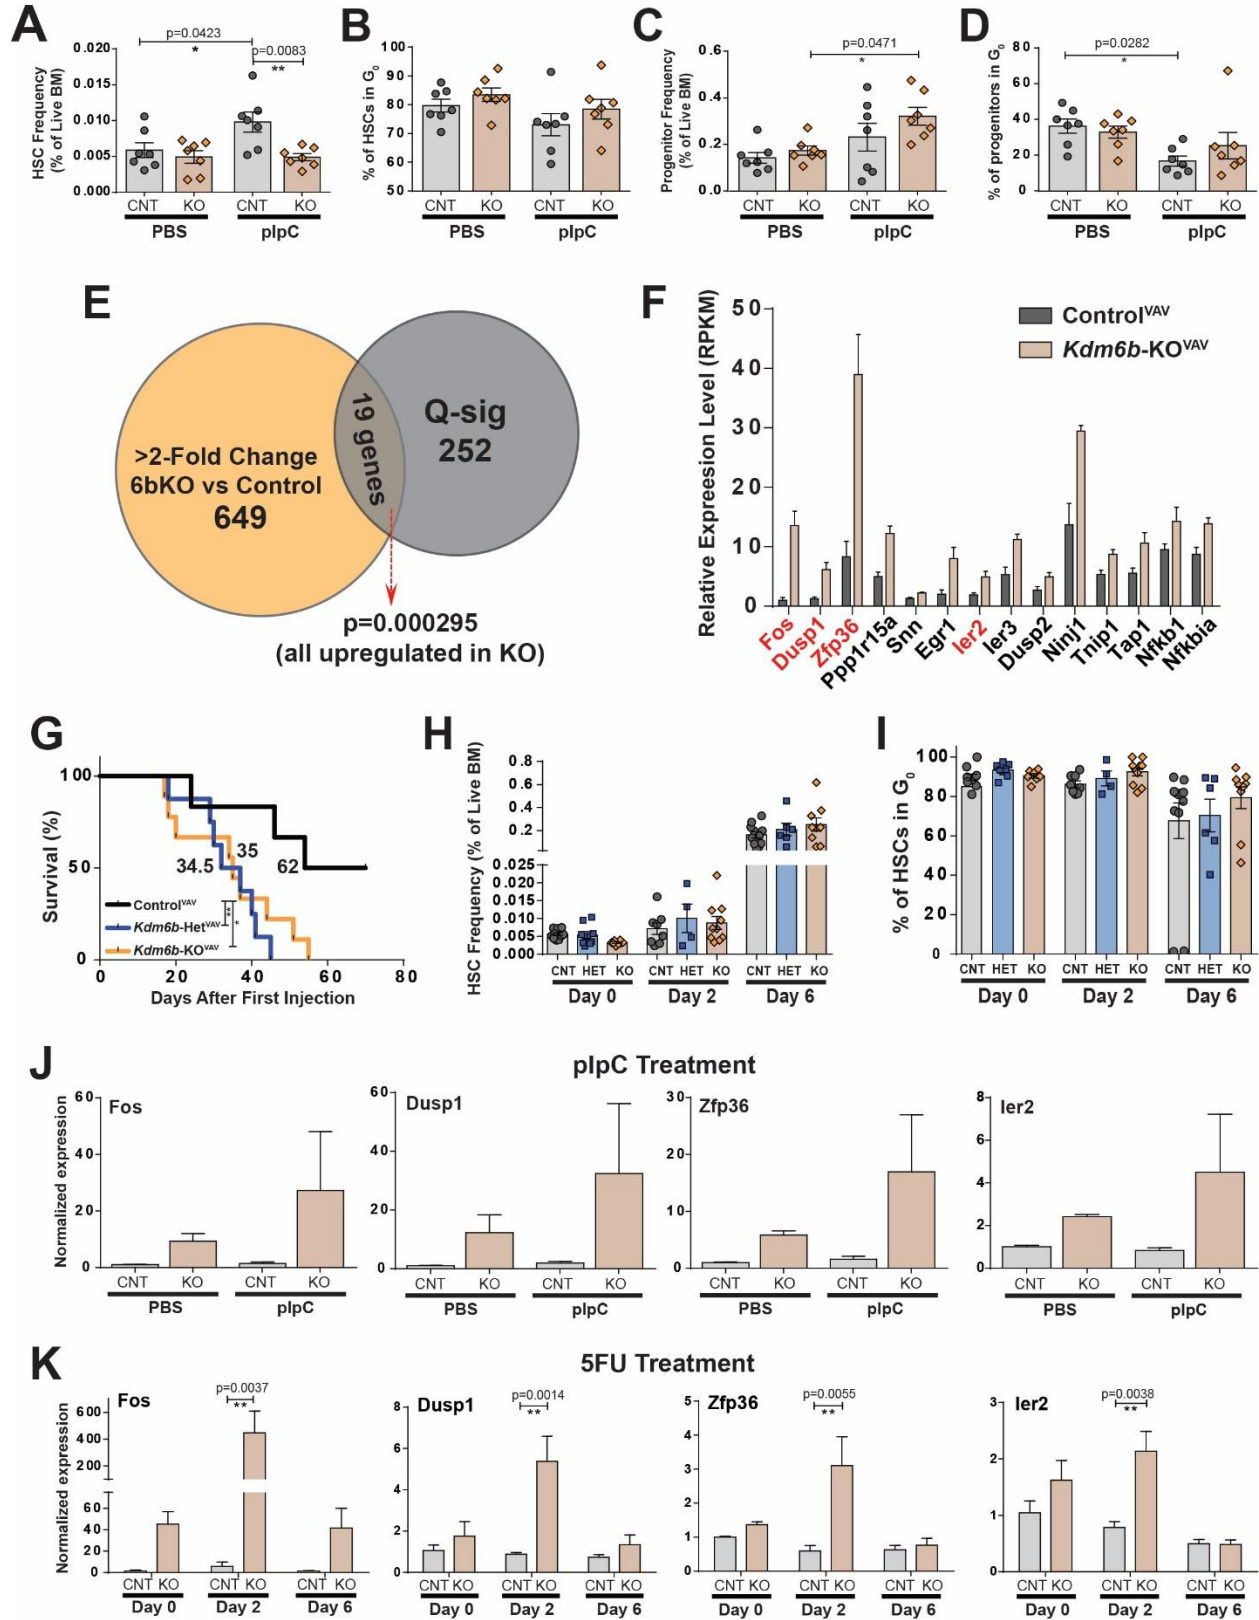 A
HSC Frequency
(% of Live BM)
0.020
0.015
0.010
0.005
0.000
p=0.0423
*
p=0.0083
**
CNT KO CNT KO
PBS pIpC
B
% of HSCs in G0
100
90
80
70
60
50
CNT KO CNT KO
PBS pIpC
C
Progenitor Frequency
(% of Live BM)
0.6
0.4
0.2
0.0
p=0.0471
*
CNT KO CNT KO
PBS pIpC
D
% of progenitors in G0
80
60
40
20
0
p=0.0282
*
CNT KO CNT KO
PBS pIpC
E
>2-Fold Change
6bKO vs Control
649
19 genes
Q-sig
252
p=0.000295
(all upregulated in KO)
F
Relative Expreesion Level (RPKM)
50
40
30
20
10
0
ControlVAV
Kdm6b-KOVAV
Fos
Dusp1
Zfp36
Ppp1r15a
Snn
Egr1
Ier2
Ier3
Dusp2
Ninj1
Tnip1
Tap1
Nfkb1
Nfkbia
G
Survival (%)
100
50
0
34.5 35 62
ControlVAV
Kdm6b-HetVAV
Kdm6b-KOVAV
**
*
0 20 40 60 80
Days After First Injection
H
HSC Frequency (% of Live BM)
0.8
0.6
0.4
0.2
0.025
0.020
0.015
0.010
0.005
0.000
CNT HET KO CNT HET KO CNT HET KO
Day 0 Day 2 Day 6
I
% of HSCs in G0
100
80
60
40
20
0
CNT HET KO CNT HET KO CNT HET KO
Day 0 Day 2 Day 6
J
pIpC Treatment
Normalized expression
Fos
60
40
20
0
CNT KO CNT KO
PBS pIpC
Dusp1
60
40
20
0
CNT KO CNT KO
PBS pIpC
Zfp36
30
20
10
0
CNT KO CNT KO
PBS pIpC
Ier2
8
6
4
2
0
CNT KO CNT KO
PBS pIpC
K
5FU Treatment
Normalized expression
Fos
p=0.0037
**
600
400
200
60
40
20
0
CNT KO CNT KO CNT KO
Day 0 Day 2 Day 6
Dusp1
p=0.0014
**
8
6
4
2
0
CNT KO CNT KO CNT KO
Day 0 Day 2 Day 6
Zfp36
p=0.0055
**
5
4
3
2
1
0
CNT KO CNT KO CNT KO
Day 0 Day 2 Day 6
Ier2
p=0.0038
**
3
2
1
0
CNT KO CNT KO CNT KO
Day 0 Day 2 Day 6